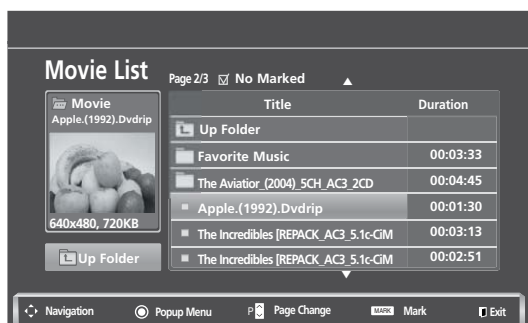 Movie List
Page 2/3 No Marked
Movie
Apple.(1992).Dvdrip
640x480, 720KB
Up Folder
Title Duration
Up Folder
Favorite Music 00:03:33
The Aviatior_(2004)_5CH_AC3_2CD 00:04:45
Apple.(1992).Dvdrip 00:01:30
The Incredibles [REPACK_AC3_5.1c-CiM 00:03:13
The Incredibles [REPACK_AC3_5.1c-CiM 00:02:51
Navigation Popup Menu P Page Change MARK Mark Exit